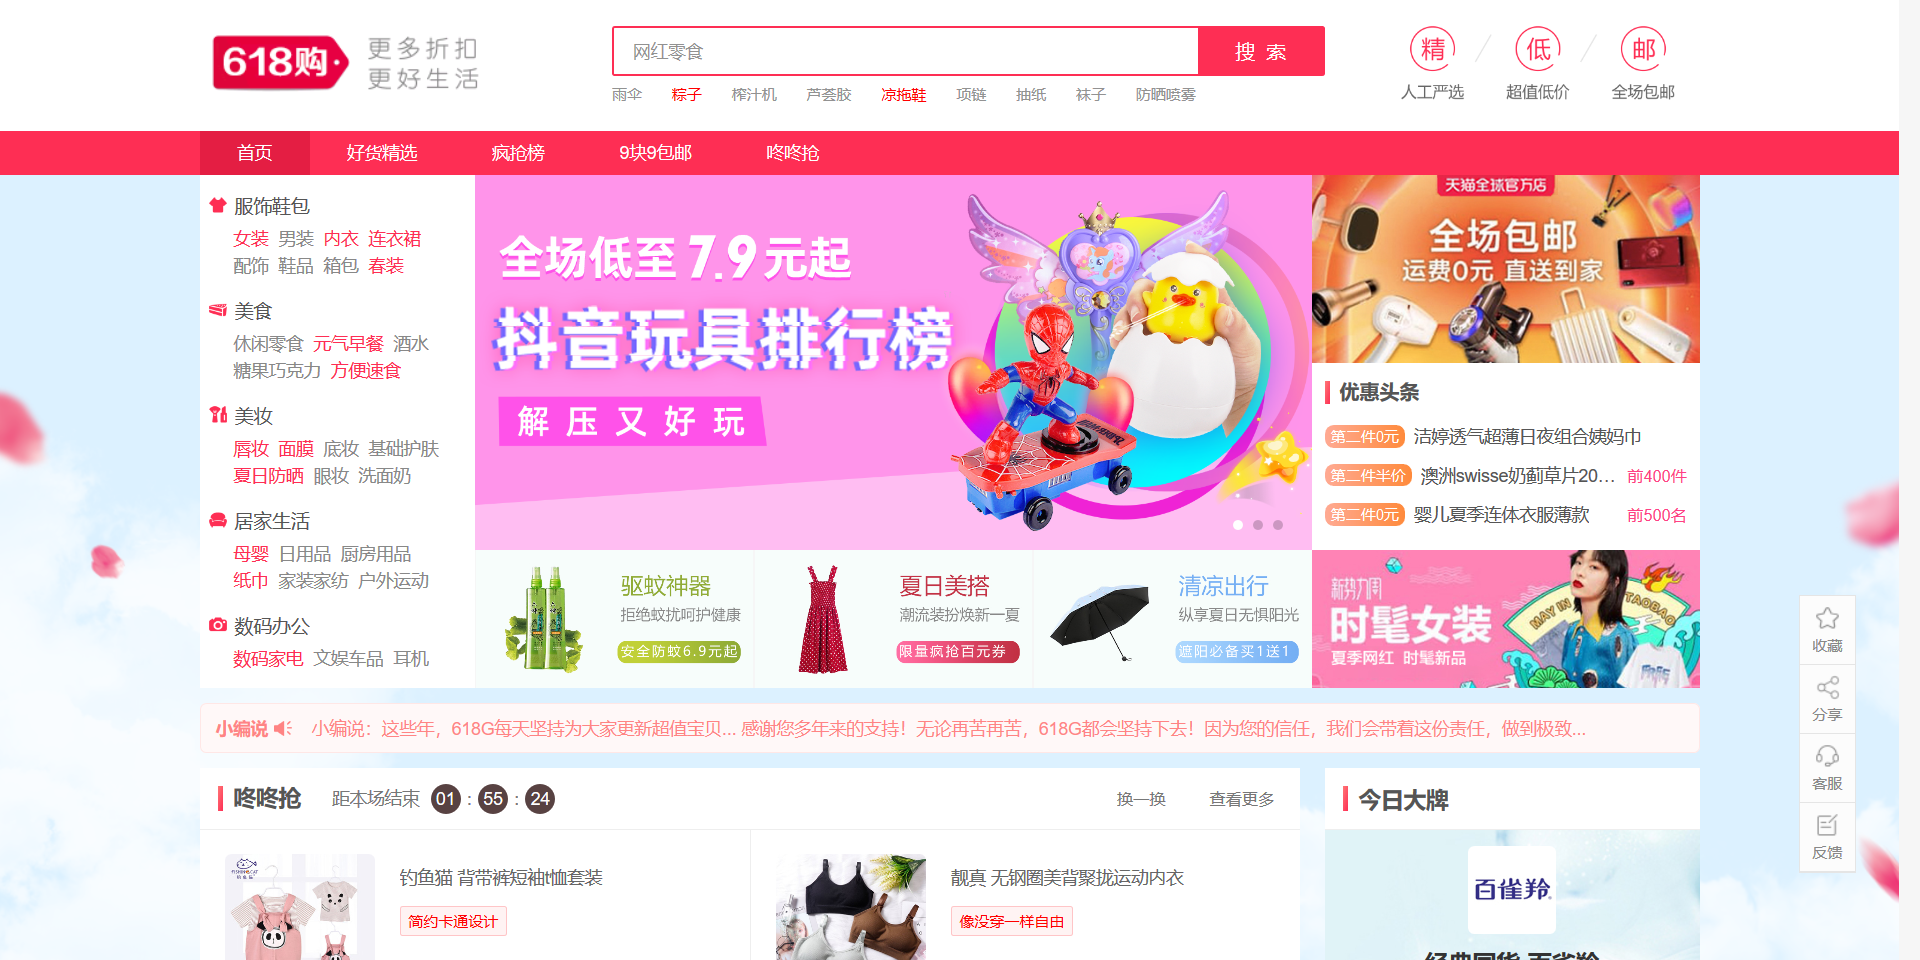 618购
更多折扣
更好生活
网红零食
搜 索
雨伞 粽子 榨汁机 芦荟胶 凉拖鞋 项链 抽纸 袜子 防晒喷雾
精 低 邮
人工严选 超值低价 全场包邮
首页 好货精选 疯抢榜 9块9包邮 咚咚抢
服饰鞋包
女装 男装 内衣 连衣裙
配饰 鞋品 箱包 春装
美食
休闲零食 元气早餐 酒水
糖果巧克力 方便速食
美妆
唇妆 面膜 底妆 基础护肤
夏日防晒 眼妆 洗面奶
居家生活
母婴 日用品 厨房用品
纸巾 家装家纺 户外运动
数码办公
数码家电 文娱车品 耳机
全场低至7.9元起
抖音玩具排行榜
解压又好玩
天猫全球官方店
全场包邮
运费0元 直送到家
优惠头条
第二件0元 洁婷透气超薄日夜组合姨妈巾
第二件半价 澳洲swisse奶蓟草片20... 前400件
第二件0元 婴儿夏季连体衣服薄款 前500名
驱蚊神器
拒绝蚊扰呵护健康
安全防蚊6.9元起
夏日美搭
潮流装扮焕新一夏
限量疯抢百元券
清凉出行
纵享夏日无惧阳光
遮阳必备买1送1
新势力周
时髦女装
夏季网红 时髦新品
MAY IN TAOBAO
收藏
分享
客服
反馈
小编说 小编说：这些年，618G每天坚持为大家更新超值宝贝... 感谢您多年来的支持！无论再苦再苦，618G都会坚持下去！因为您的信任，我们会带着这份责任，做到极致...
咚咚抢 距本场结束 01 : 55 : 24 换一换 查看更多
今日大牌
钓鱼猫 背带裤短袖t恤套装
简约卡通设计
靓真 无钢圈美背聚拢运动内衣
像没穿一样自由
百雀羚
经典国货 百雀羚